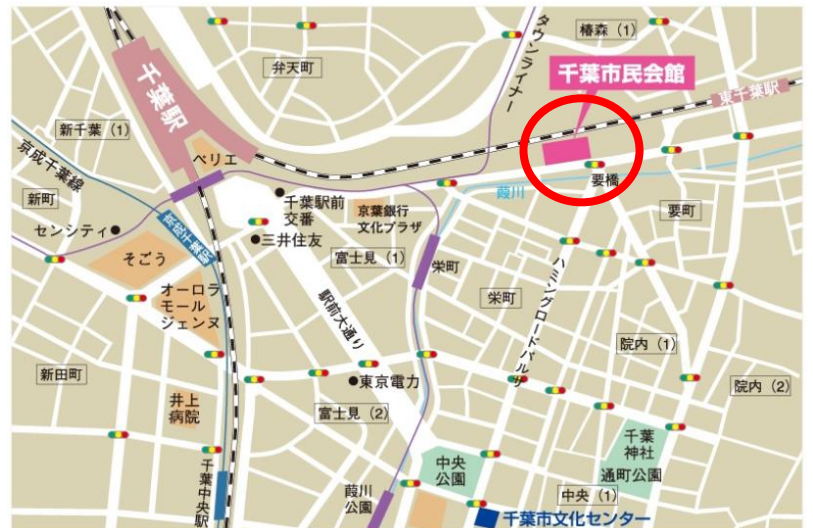 椿森（1）
タウンライナー
弁天町
千葉市民会館
東千葉駅
千葉駅
新千葉（1）
ペリエ
京成千葉線
要橋
葭川
新町
千葉駅前
交番
京葉銀行
文化プラザ
要町
センシティ
三井住友
京成千葉駅
そごう
富士見（1）
栄町
ハミングロードパルサ
オーロラ
モール
ジェンヌ
駅前大通り
栄町
院内（1）
新田町
東京電力
院内（2）
井上
病院
富士見（2）
千葉
神社
通町公園
中央
公園
千葉中央駅
葭川
公園
中央（1）
千葉市文化センター